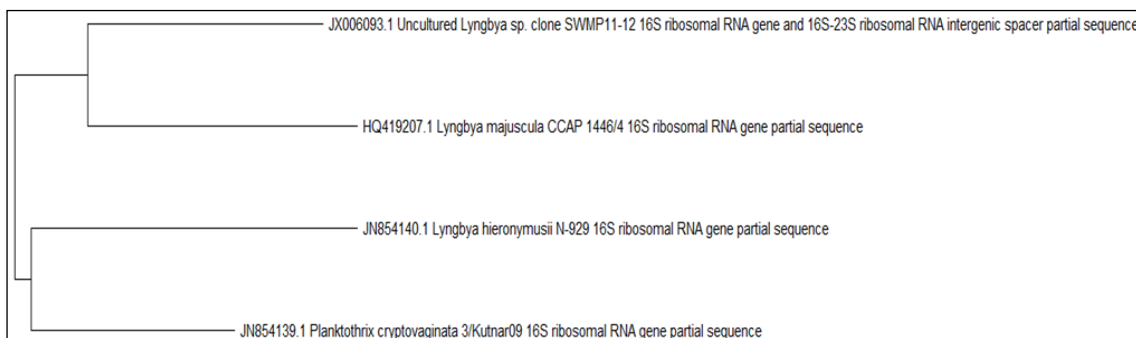 JX006093.1 Uncultured Lyngbya sp. clone SWMP11-12 16S ribosomal RNA gene and 16S-23S ribosomal RNA intergenic spacer partial sequence
HQ419207.1 Lyngbya majuscula CCAP 1446/4 16S ribosomal RNA gene partial sequence
JN854140.1 Lyngbya hieronymusii N-929 16S ribosomal RNA gene partial sequence
JN854139.1 Planktothrix cryptovaginata 3/Kutnar09 16S ribosomal RNA gene partial sequence